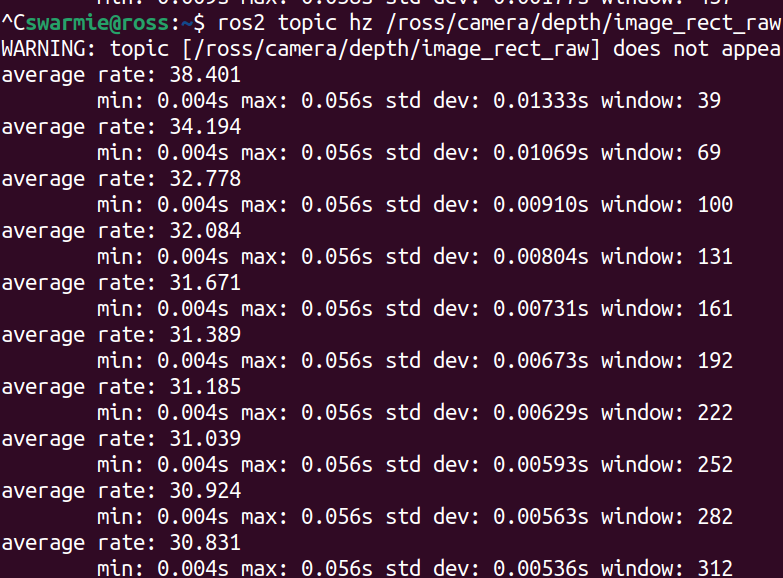 ^Cswarmie@ross:~$ ros2 topic hz /ross/camera/depth/image_rect_raw
WARNING: topic [/ross/camera/depth/image_rect_raw] does not appea
average rate: 38.401
min: 0.004s max: 0.056s std dev: 0.01333s window: 39
average rate: 34.194
min: 0.004s max: 0.056s std dev: 0.01069s window: 69
average rate: 32.778
min: 0.004s max: 0.056s std dev: 0.00910s window: 100
average rate: 32.084
min: 0.004s max: 0.056s std dev: 0.00804s window: 131
average rate: 31.671
min: 0.004s max: 0.056s std dev: 0.00731s window: 161
average rate: 31.389
min: 0.004s max: 0.056s std dev: 0.00673s window: 192
average rate: 31.185
min: 0.004s max: 0.056s std dev: 0.00629s window: 222
average rate: 31.039
min: 0.004s max: 0.056s std dev: 0.00593s window: 252
average rate: 30.924
min: 0.004s max: 0.056s std dev: 0.00563s window: 282
average rate: 30.831
min: 0.004s max: 0.056s std dev: 0.00536s window: 312